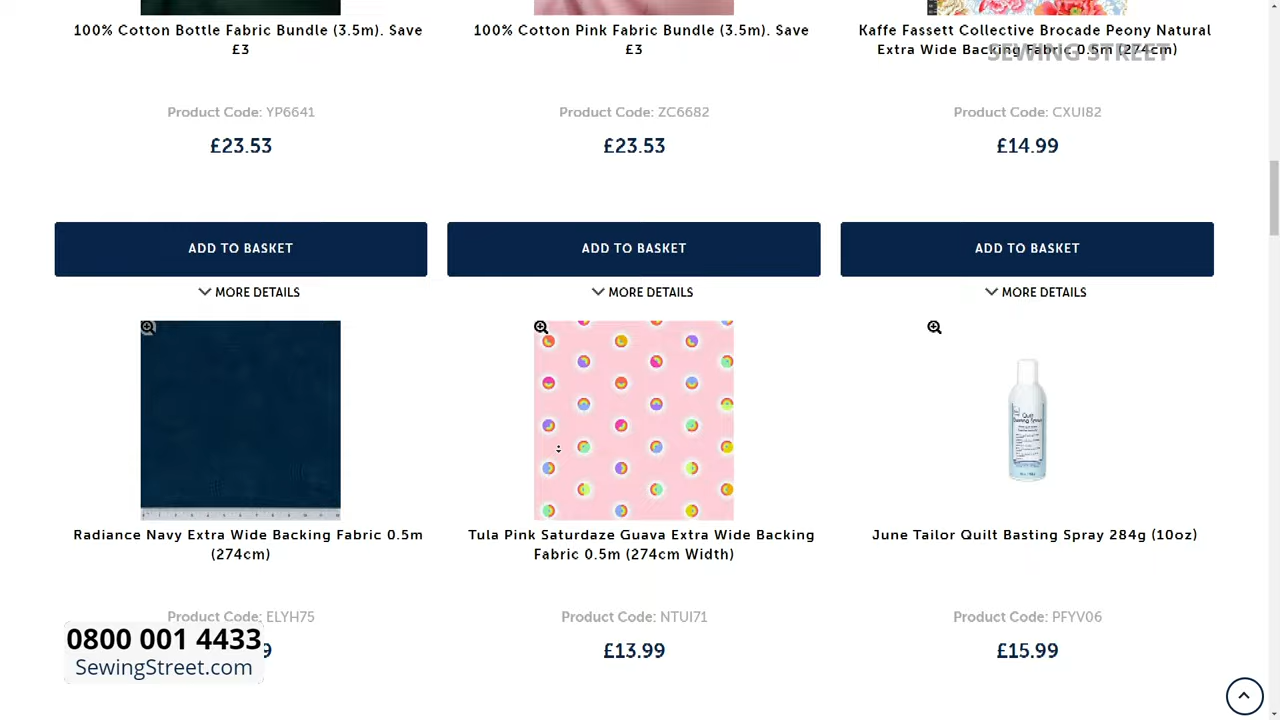 100% Cotton Bottle Fabric Bundle (3.5m). Save
£3
100% Cotton Pink Fabric Bundle (3.5m). Save
£3
Kaffe Fassett Collective Brocade Peony Natural
Extra Wide Backing Fabric 0.5m (274cm)
SEWING STREET
Product Code: YP6641
Product Code: ZC6682
Product Code: CXUI82
£23.53
£23.53
£14.99
ADD TO BASKET
ADD TO BASKET
ADD TO BASKET
MORE DETAILS
MORE DETAILS
MORE DETAILS
Radiance Navy Extra Wide Backing Fabric 0.5m
(274cm)
Tula Pink Saturdaze Guava Extra Wide Backing
Fabric 0.5m (274cm Width)
June Tailor Quilt Basting Spray 284g (10oz)
Product Code: ELYH75
Product Code: NTUI71
Product Code: PFYV06
£13.99
£15.99
0800 001 4433
SewingStreet.com